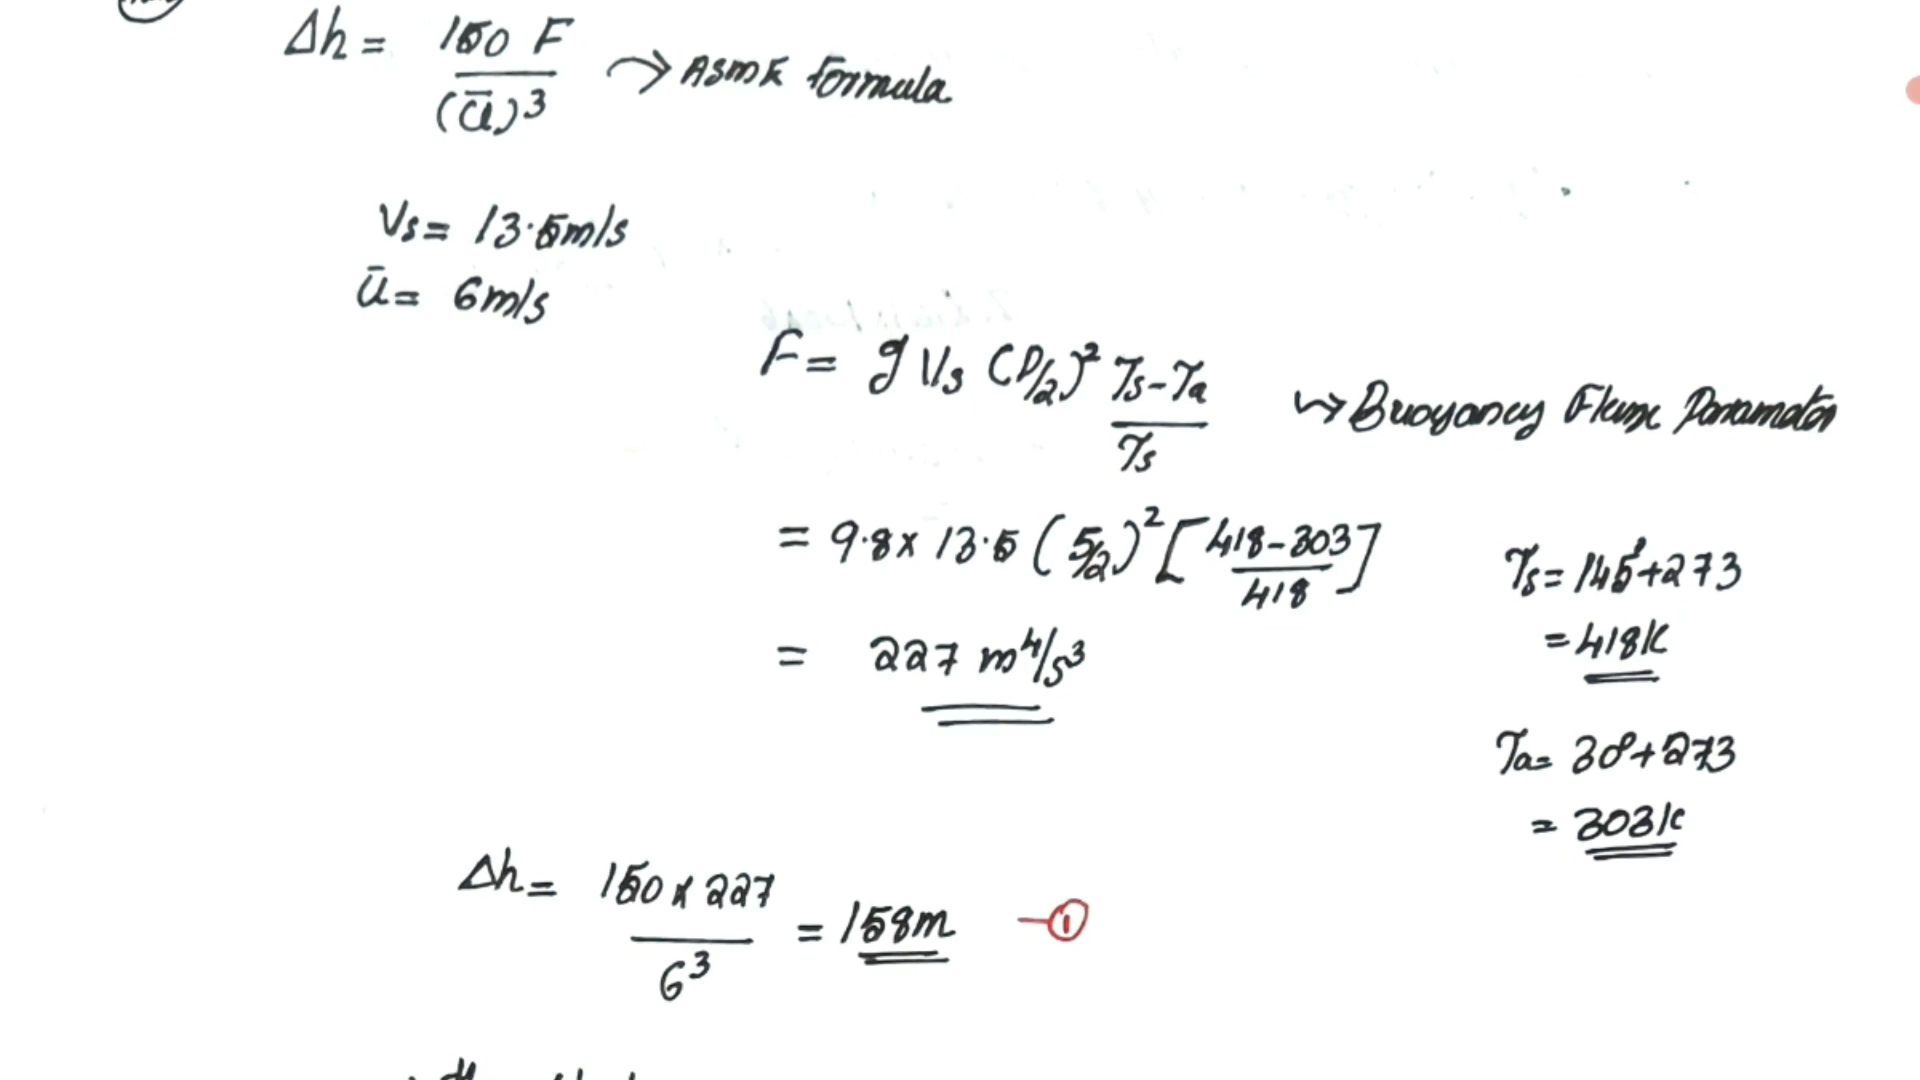 Δh = 150 F / (ū)³ → ASME Formula
Vs = 13.5m/s
ū = 6m/s
F = g Vs (D/2)² Ts-Ta / Ts ↪ Buoyancy Flux Parameter
= 9.8 x 13.5 (5/2)² [418-303 / 418]
= 227 m⁴/s³
Ts = 145°+273
= 418K
Ta = 30°+273
= 303K
Δh = 150 x 227 / 6³ = 158m —①